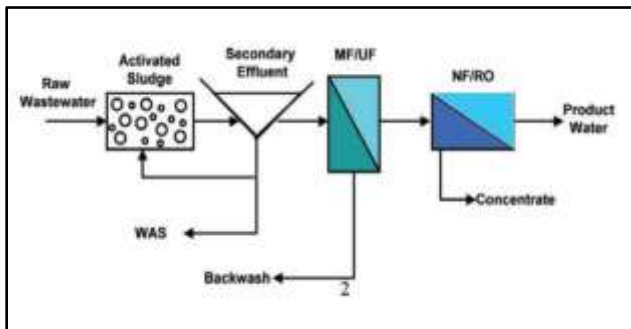 Activated
Sludge
Secondary
Effluent
MF/UF
NF/RO
Raw
Wastewater
Product
Water
Concentrate
WAS
Backwash
2